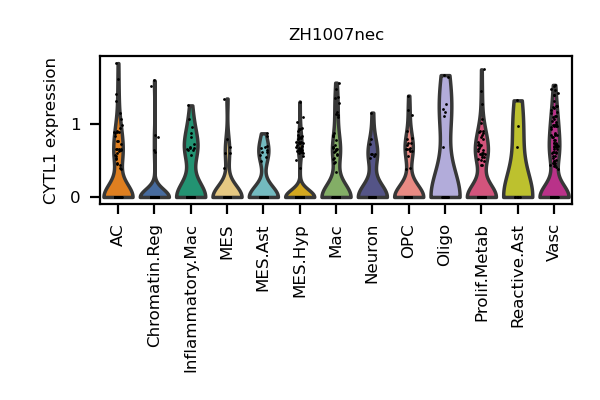 ZH1007nec
CYTL1 expression
1
0
AC
Chromatin.Reg
Inflammatory.Mac
MES
MES.Ast
MES.Hyp
Mac
Neuron
OPC
Oligo
Prolif.Metab
Reactive.Ast
Vasc